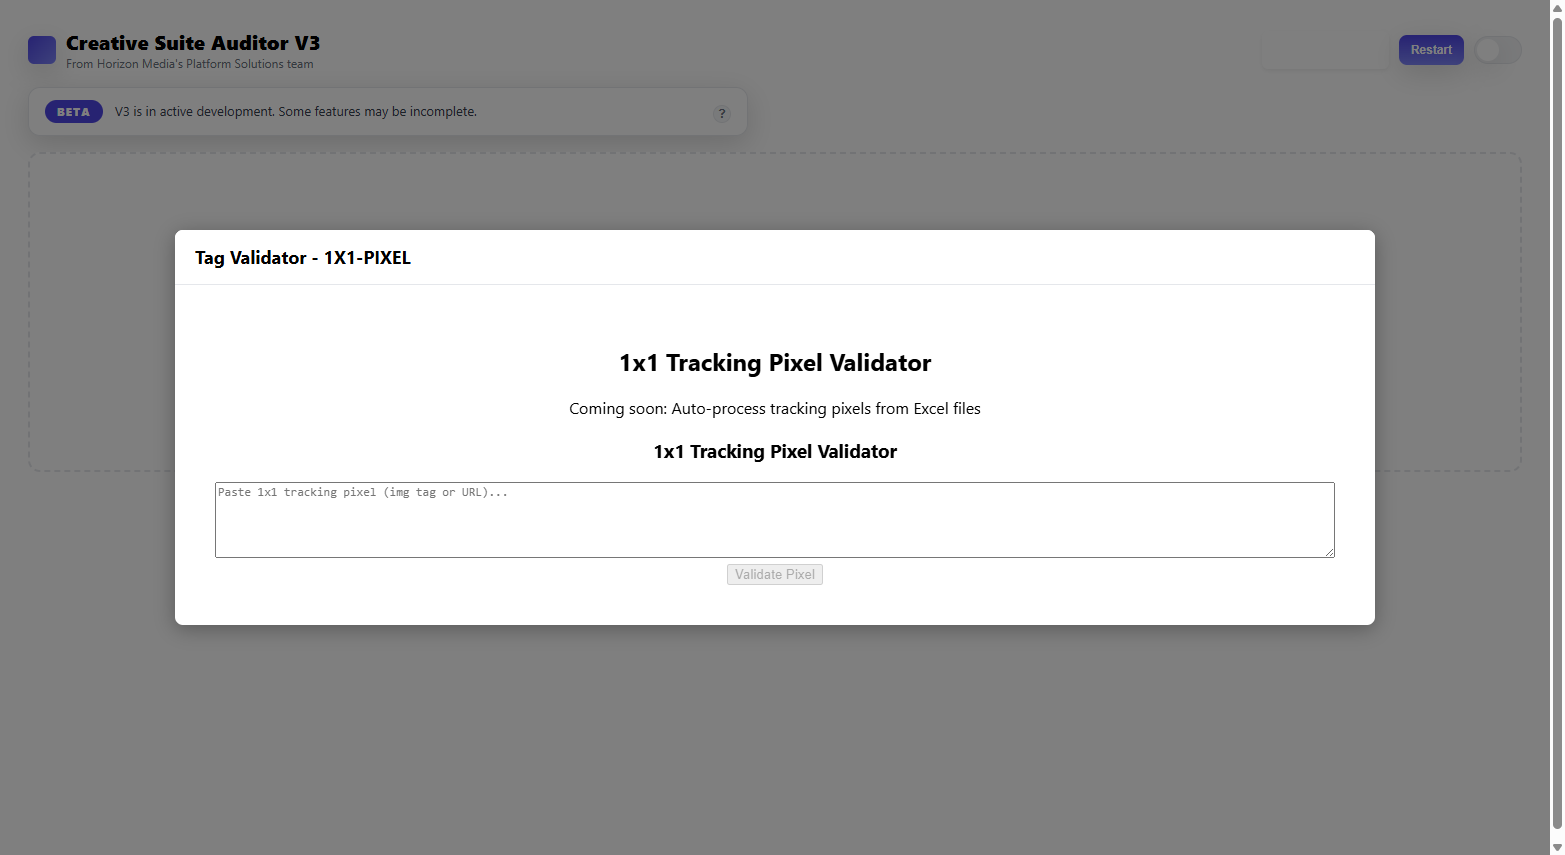 Creative Suite Auditor V3
From Horizon Media's Platform Solutions team
Restart
BETA
V3 is in active development. Some features may be incomplete.
?
Tag Validator - 1X1-PIXEL
1x1 Tracking Pixel Validator
Coming soon: Auto-process tracking pixels from Excel files
1x1 Tracking Pixel Validator
Paste 1x1 tracking pixel (img tag or URL)...
Validate Pixel